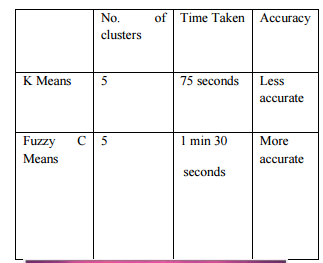 No. of Time Taken Accuracy
clusters
K Means 5 75 seconds Less
accurate
Fuzzy C 5 1 min 30 More
Means accurate
seconds